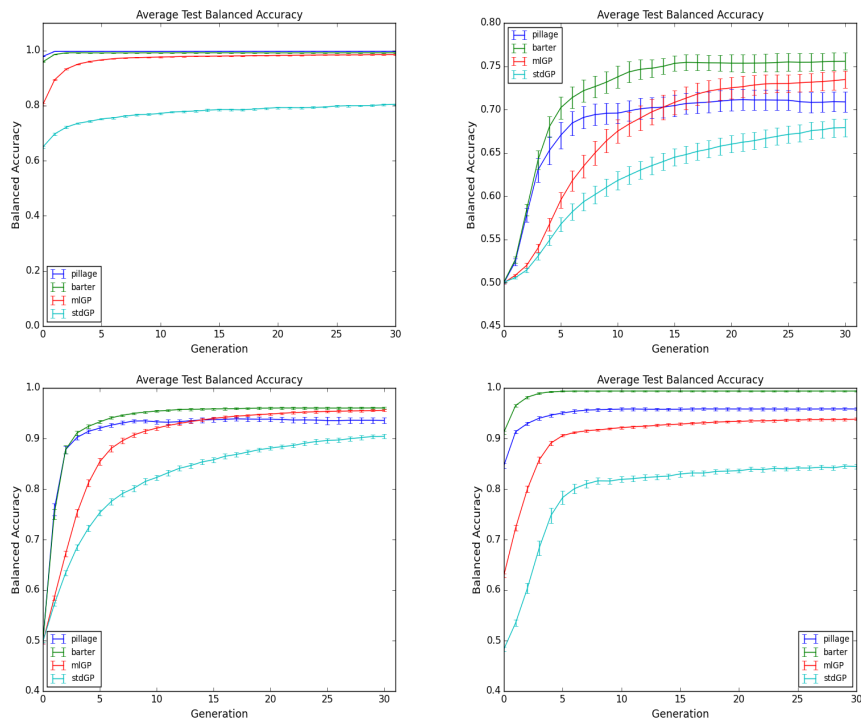 Average Test Balanced Accuracy
Balanced Accuracy
1.0
0.8
0.6
0.4
0.2
0.0
pillage
barter
mlGP
stdGP
0 5 10 15 20 25 30
Generation
Average Test Balanced Accuracy
Balanced Accuracy
0.80
0.75
0.70
0.65
0.60
0.55
0.50
0.45
pillage
barter
mlGP
stdGP
0 5 10 15 20 25 30
Generation
Average Test Balanced Accuracy
Balanced Accuracy
1.0
0.9
0.8
0.7
0.6
0.5
0.4
pillage
barter
mlGP
stdGP
0 5 10 15 20 25 30
Generation
Average Test Balanced Accuracy
Balanced Accuracy
1.0
0.9
0.8
0.7
0.6
0.5
0.4
pillage
barter
mlGP
stdGP
0 5 10 15 20 25 30
Generation